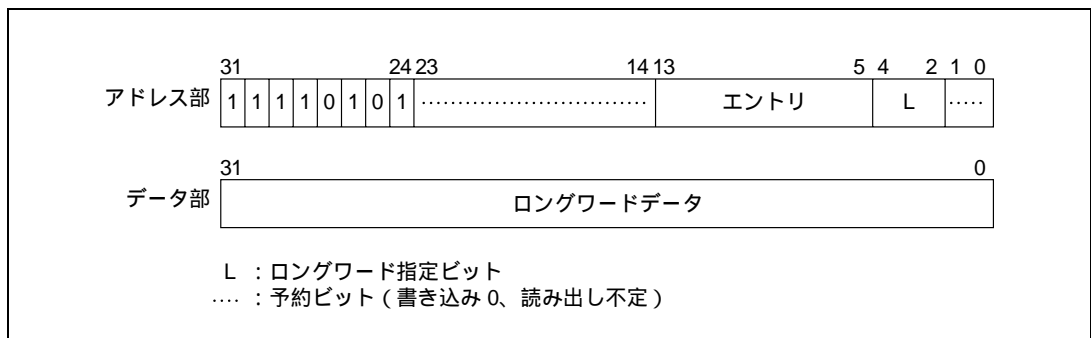 31 24 23 14 13 5 4 2 1 0
アドレス部 1 1 1 1 0 1 0 1 ‥‥‥‥‥‥‥‥‥‥ エントリ L ‥‥
31 0
データ部 ロングワードデータ
L :ロングワード指定ビット
‥‥ :予約ビット(書き込み 0、読み出し不定)